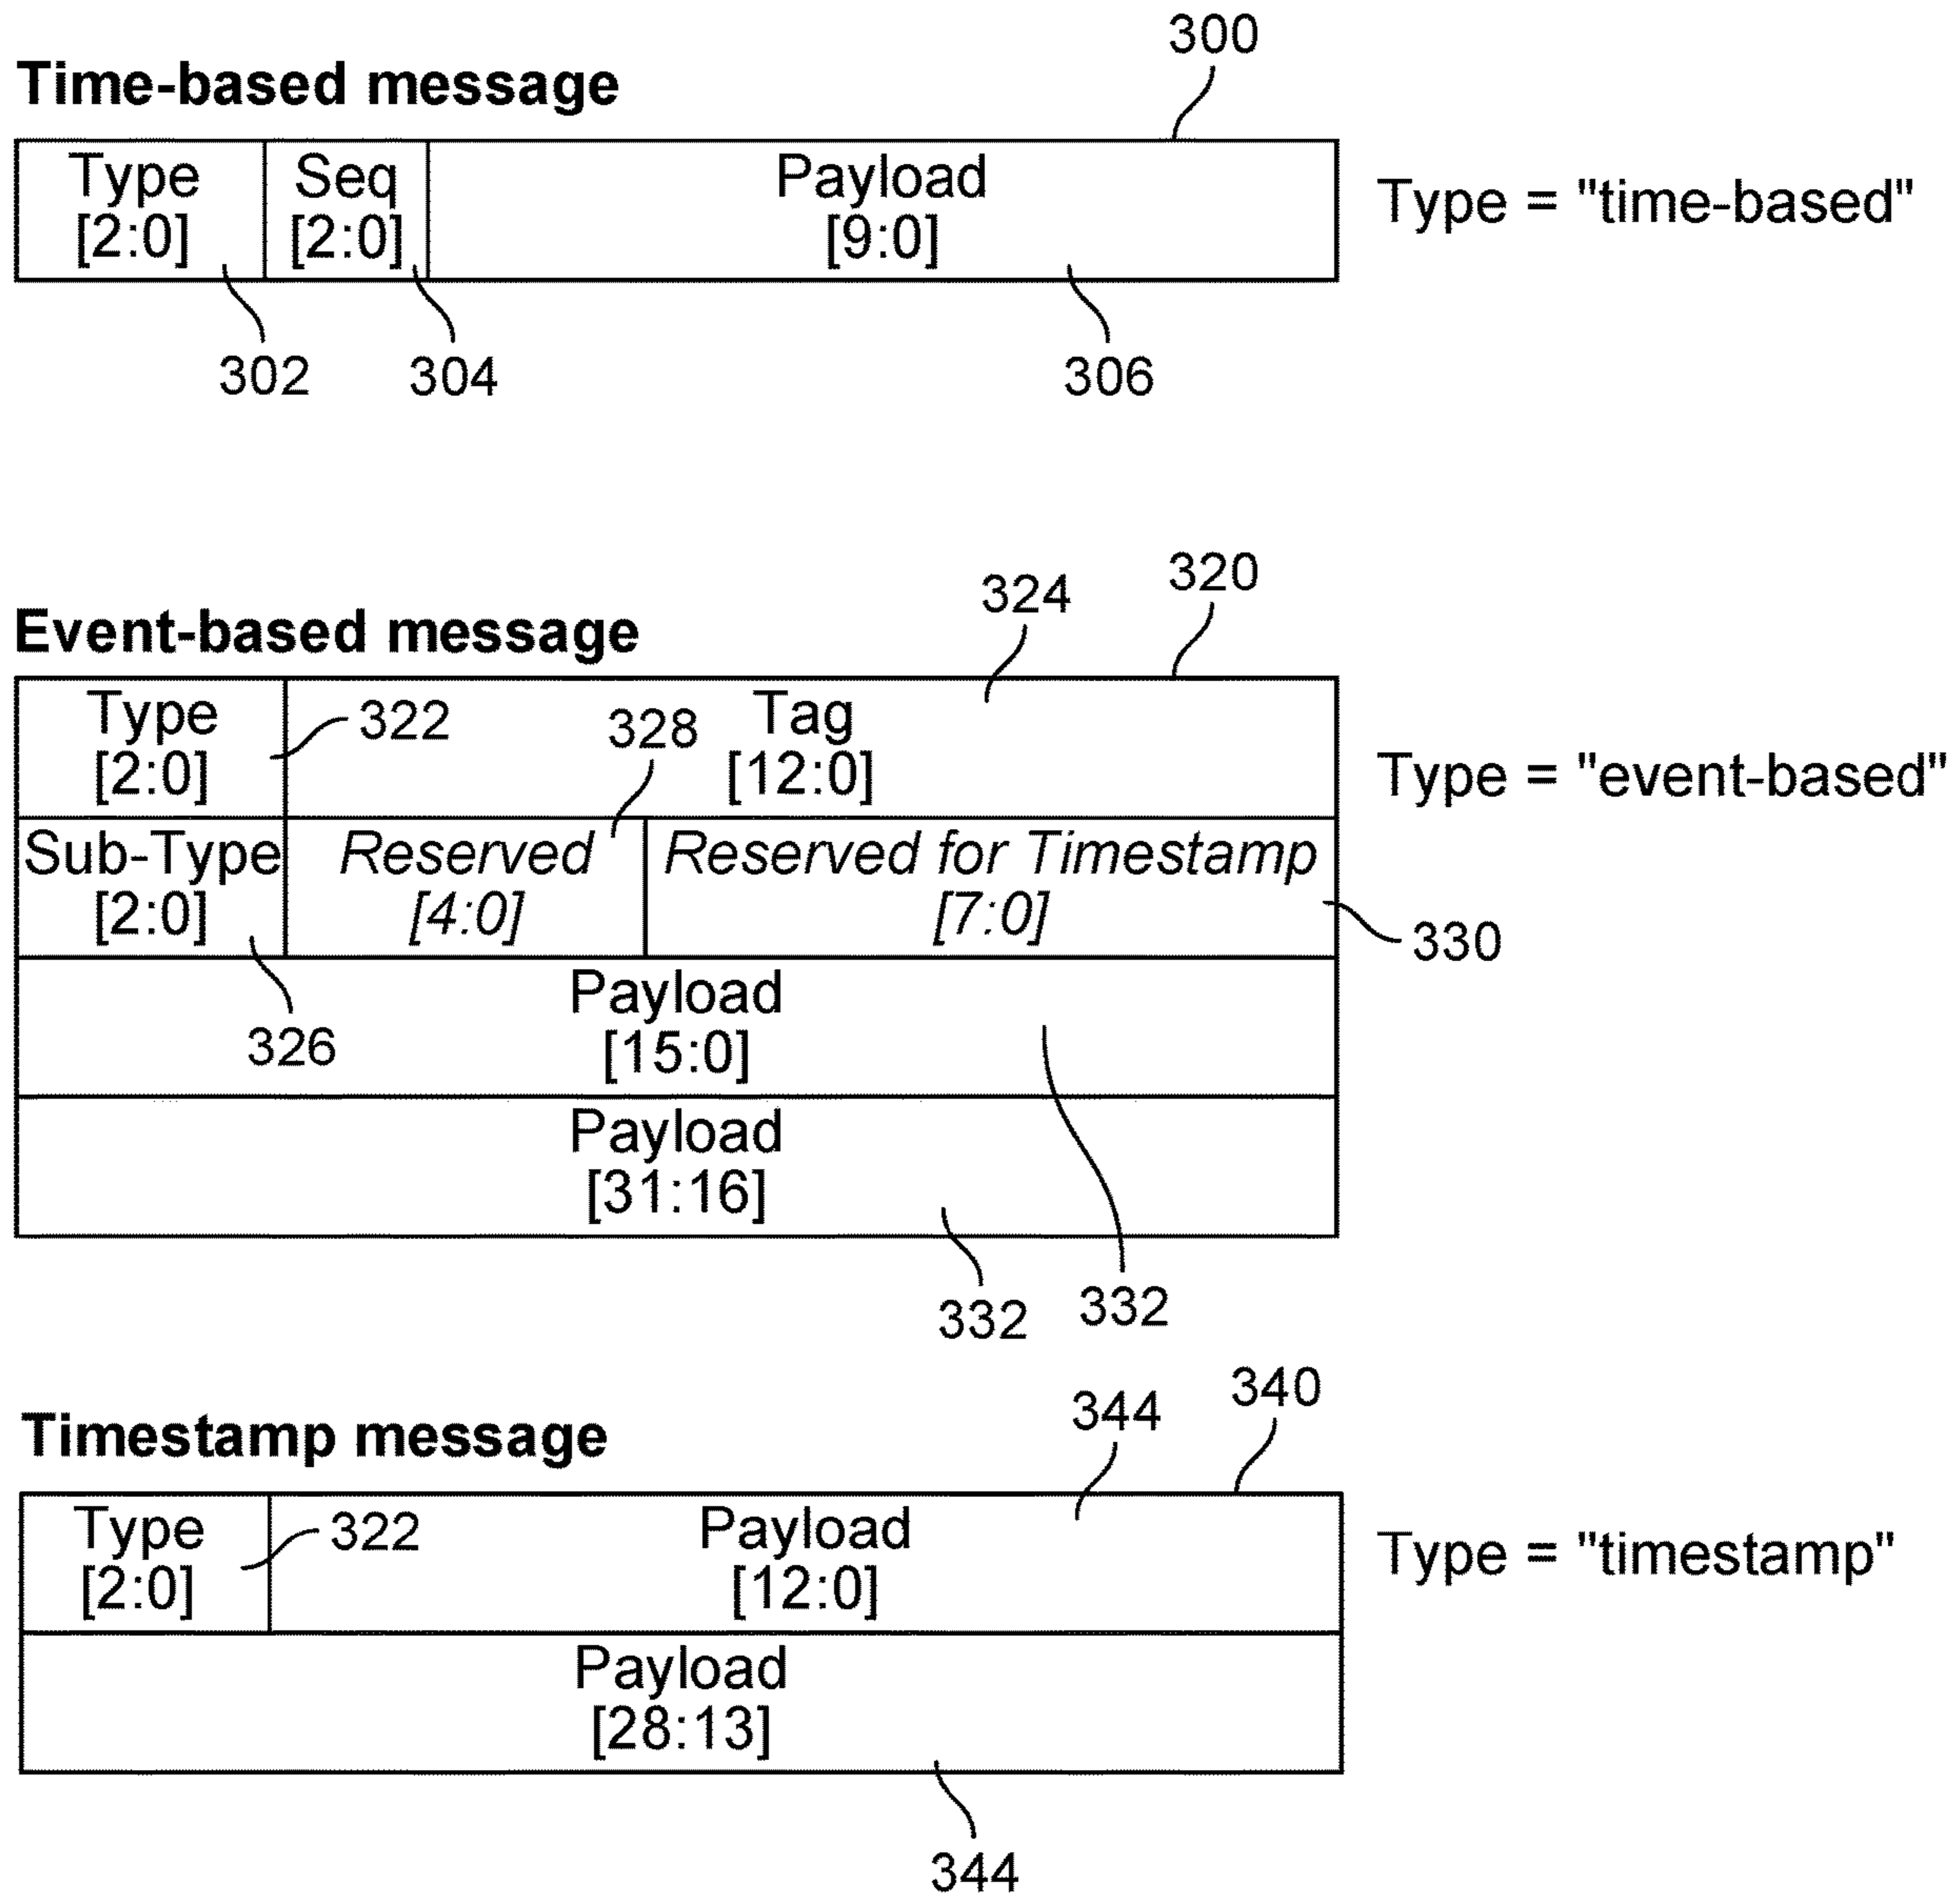 300
Time-based message
Type Seq Payload
[2:0] [2:0] [9:0]
Type = "time-based"
302 304 306
320
324
Event-based message
Type 322 328 Tag
[2:0] [12:0]
Type = "event-based"
Sub-Type Reserved Reserved for Timestamp
[2:0] [4:0] [7:0]
330
Payload
[15:0]
326
Payload
[31:16]
332 332
340
344
Timestamp message
Type 322 Payload
[2:0] [12:0]
Type = "timestamp"
Payload
[28:13]
344